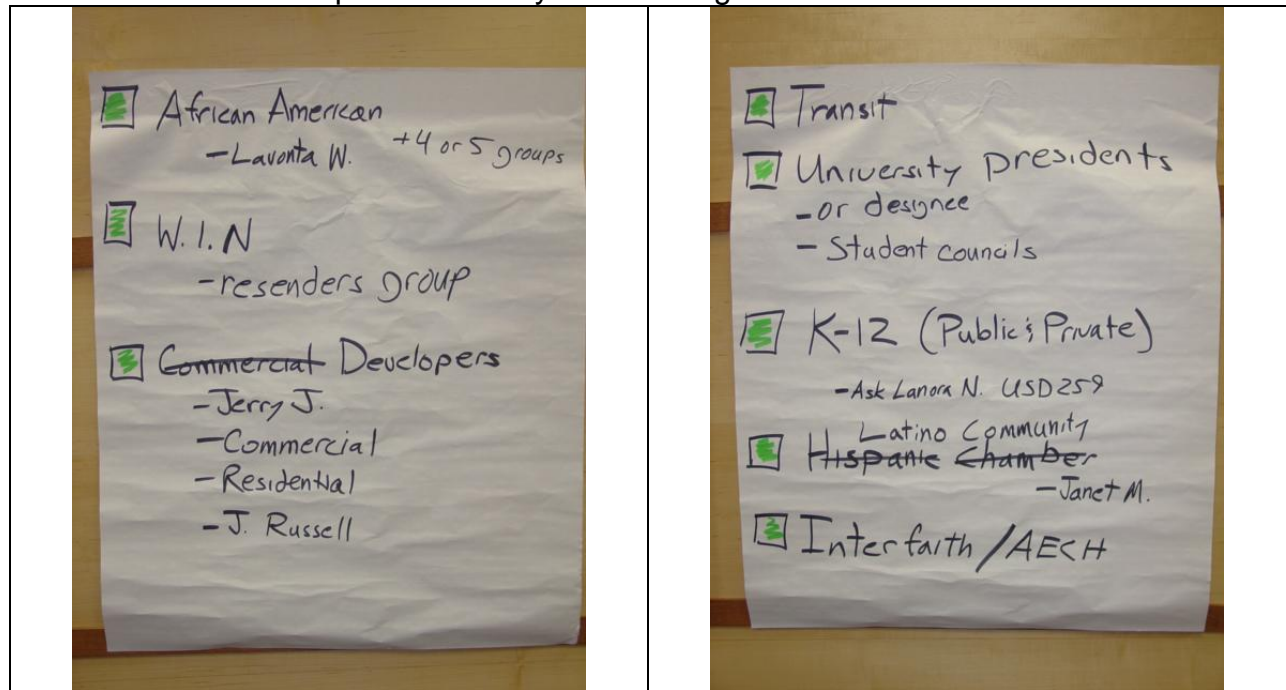 African American
- Lavonta W. +4 or 5 groups
W.I.N
- resenders group
Commercial Developers
- Jerry J.
- Commercial
- Residential
- J. Russell
Transit
University presidents
- or designee
- Student councils
K-12 (Public & Private)
- Ask Lanora N. USD259
Latino Community
Hispanic Chamber
- Janet M.
Interfaith / AECH